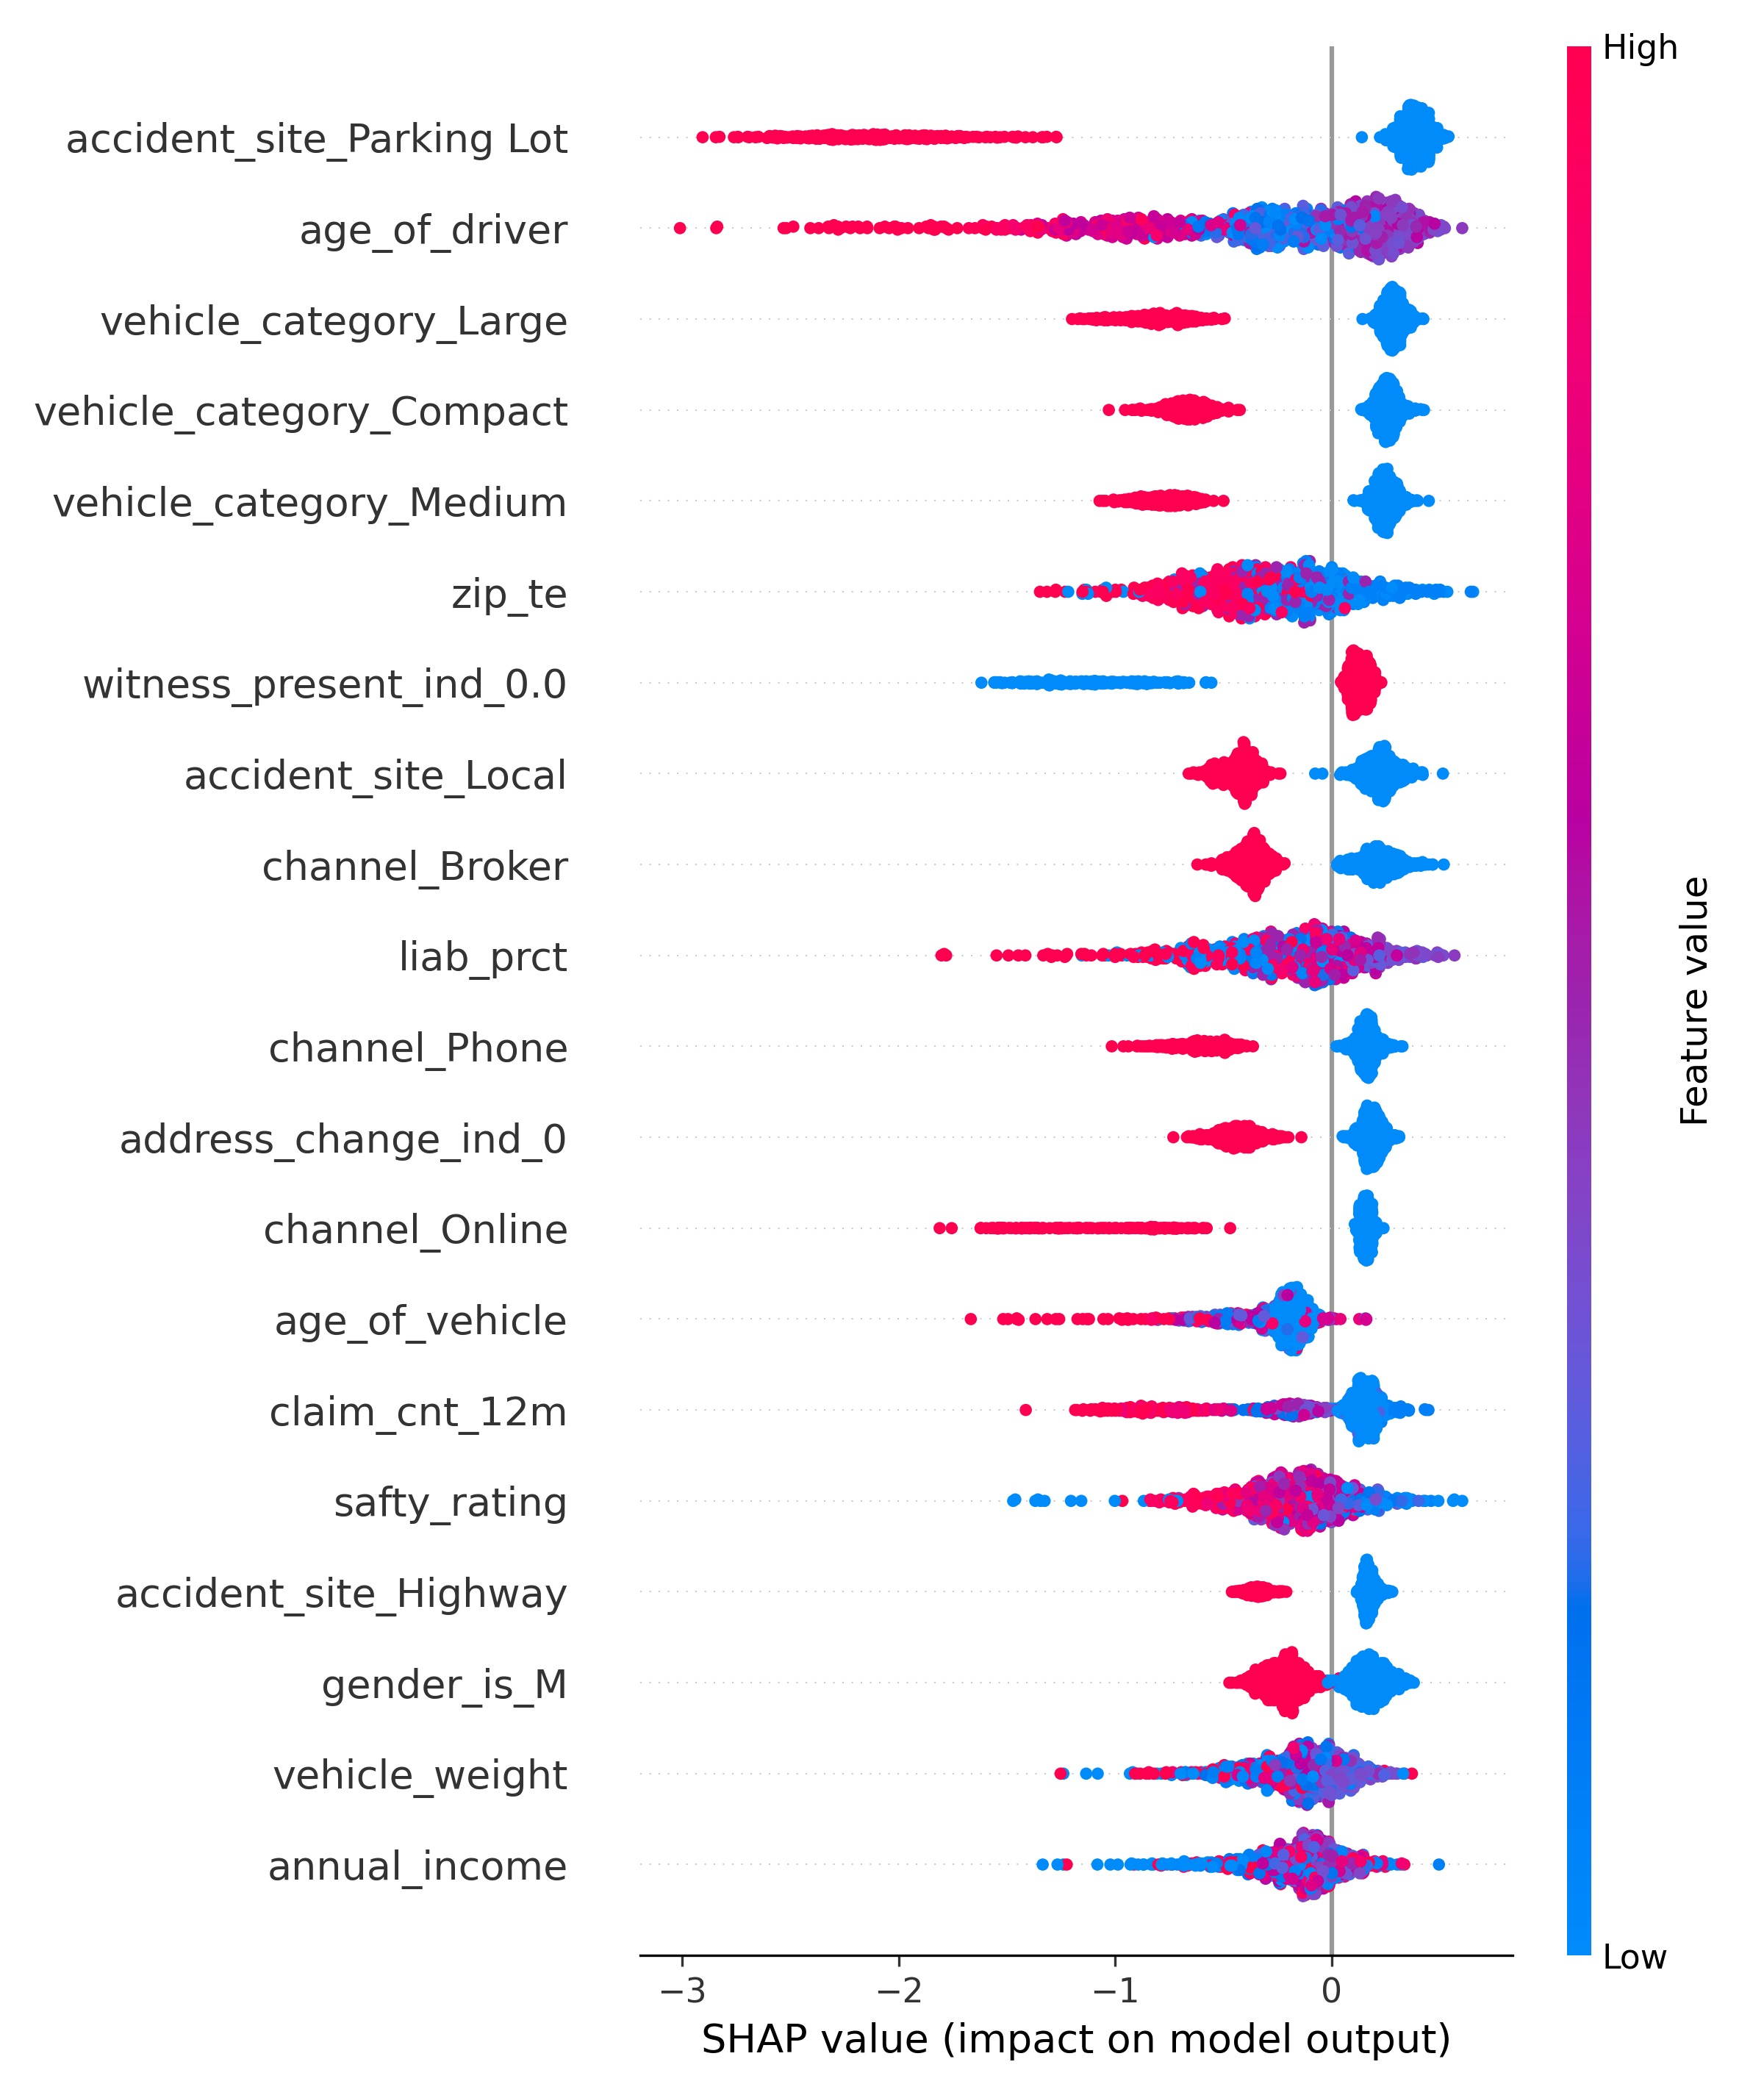 High
accident_site_Parking Lot
age_of_driver
vehicle_category_Large
vehicle_category_Compact
vehicle_category_Medium
zip_te
witness_present_ind_0.0
accident_site_Local
channel_Broker
liab_prct
channel_Phone
address_change_ind_0
channel_Online
age_of_vehicle
claim_cnt_12m
safty_rating
accident_site_Highway
gender_is_M
vehicle_weight
annual_income
Feature value
Low
−3 −2 −1 0
SHAP value (impact on model output)